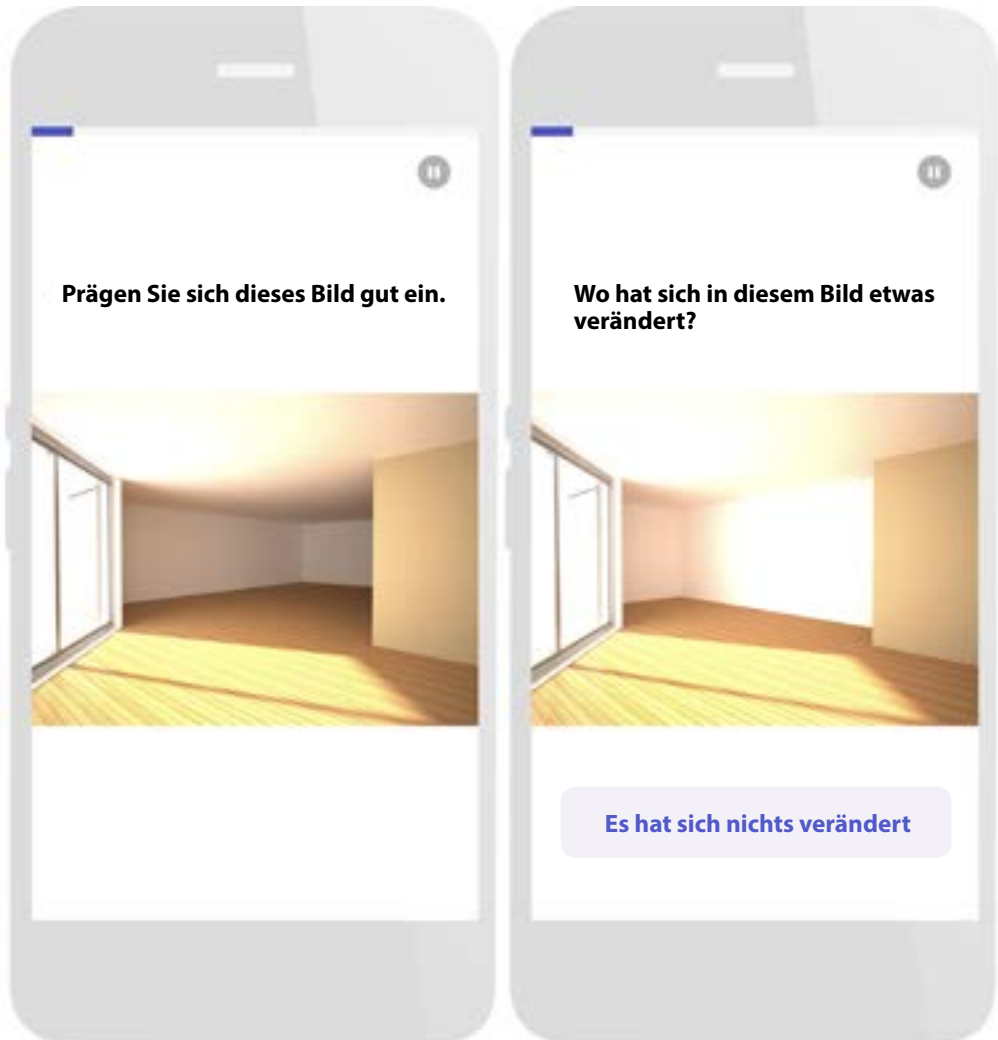 Prägen Sie sich dieses Bild gut ein.
Wo hat sich in diesem Bild etwas
verändert?
Es hat sich nichts verändert